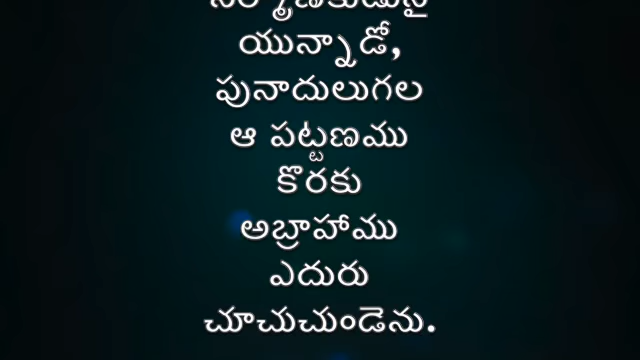 యున్నాడో,
పునాదులుగల
ఆ పట్టణము
కొరకు
అబ్రాహాము
ఎదురు
చూచుచుండెను.